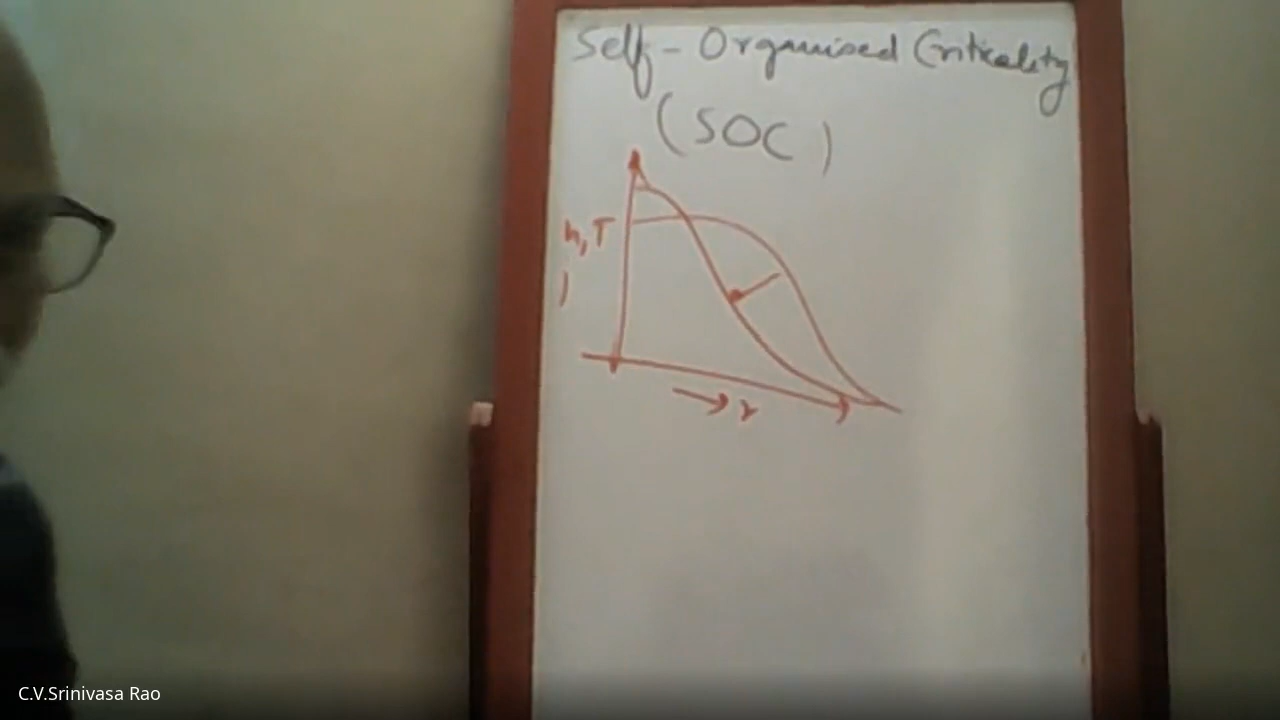 Self - Organised Criticality
(SOC)
n, T
)
→ r
C.V.Srinivasa Rao